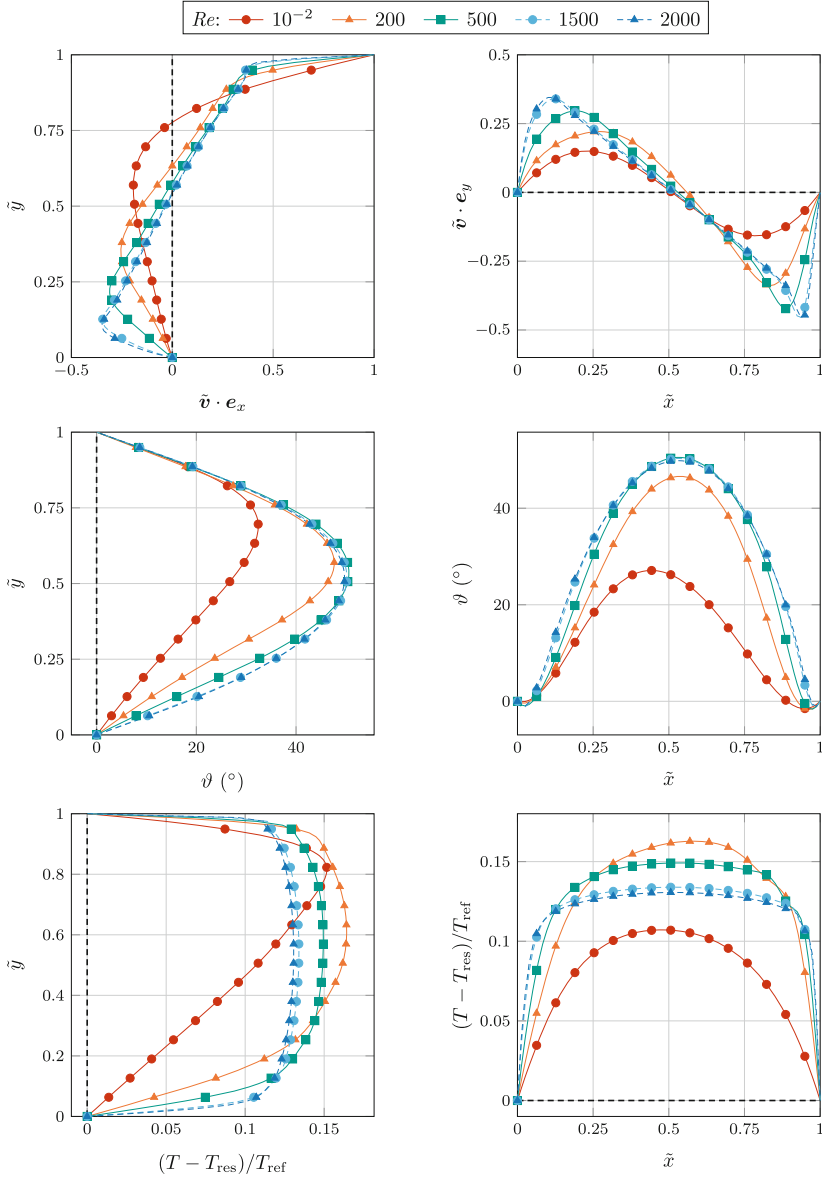 Re: 10⁻² 200 500 1500 2000
1
0.75
0.5
0.25
0
ỹ
−0.5 0 0.5 1
ṽ · eₓ
0.5
0.25
0
−0.25
−0.5
ṽ · e_y
0 0.25 0.5 0.75 1
x̃
1
0.75
0.5
0.25
0
ỹ
0 20 40
ϑ (°)
40
20
0
ϑ (°)
0 0.25 0.5 0.75 1
x̃
1
0.8
0.6
0.4
0.2
0
ỹ
0 0.05 0.1 0.15
(T − T_res)/T_ref
0.15
0.1
0.05
0
(T − T_res)/T_ref
0 0.25 0.5 0.75 1
x̃